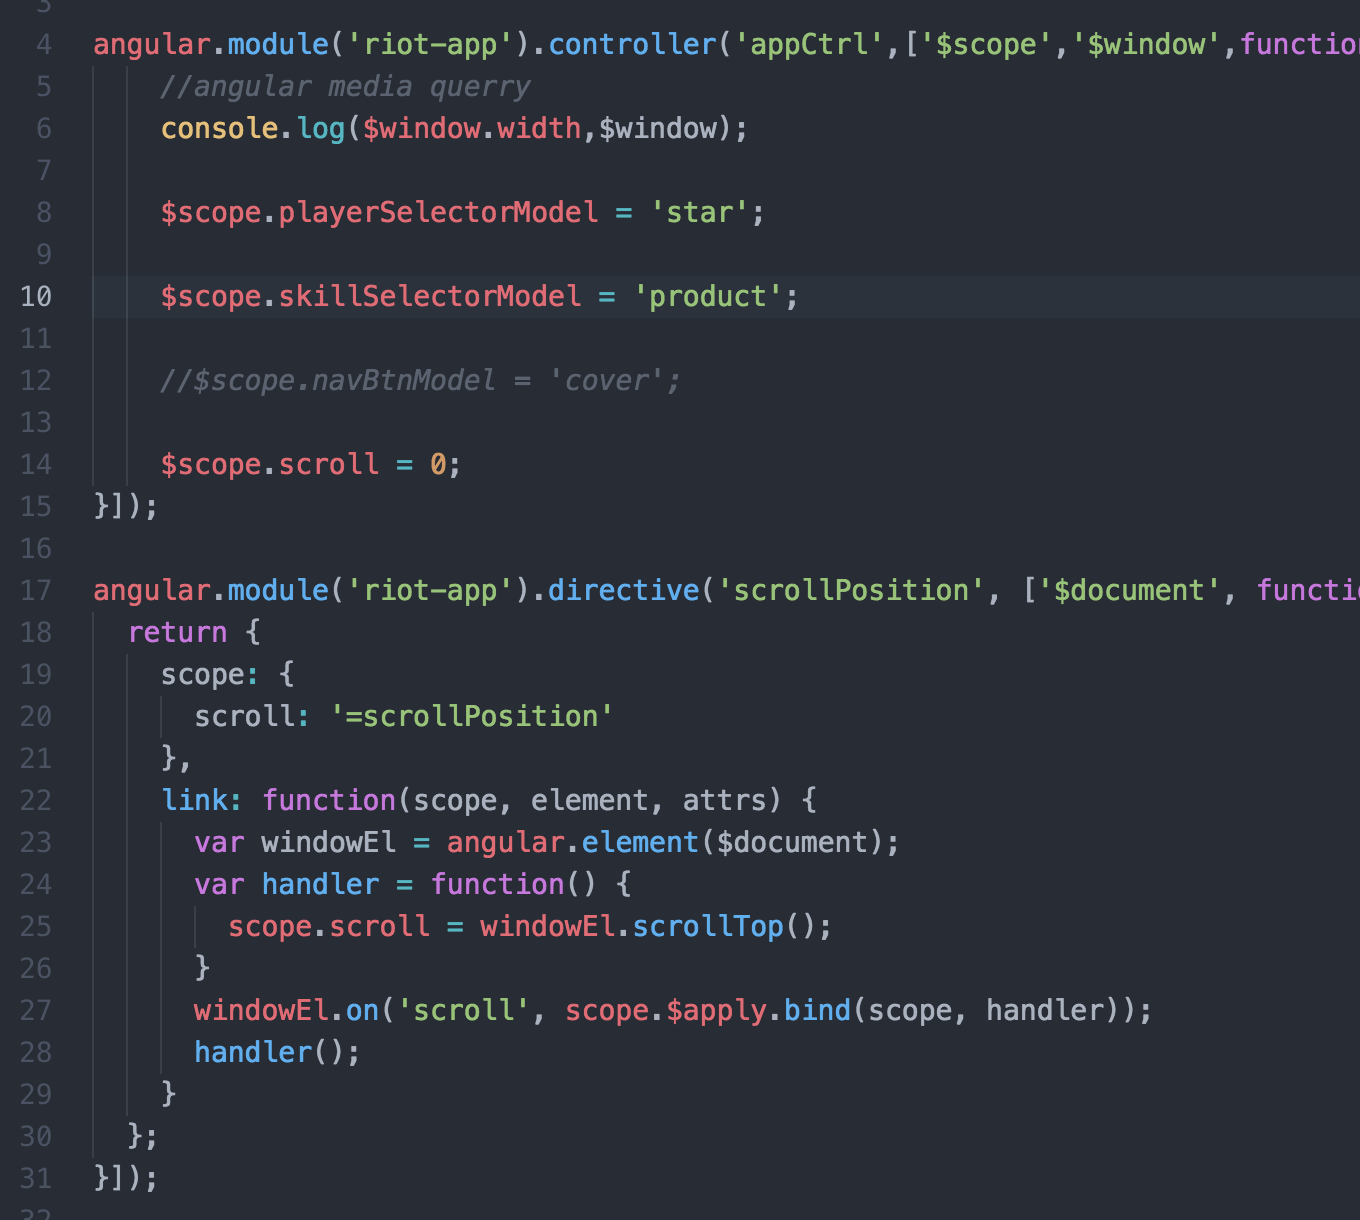 3
4 angular.module('riot-app').controller('appCtrl',['$scope','$window',functio
5 //angular media querry
6 console.log($window.width,$window);
7
8 $scope.playerSelectorModel = 'star';
9
10 $scope.skillSelectorModel = 'product';
11
12 //$scope.navBtnModel = 'cover';
13
14 $scope.scroll = 0;
15 }]);
16
17 angular.module('riot-app').directive('scrollPosition', ['$document', functi
18 return {
19 scope: {
20 scroll: '=scrollPosition'
21 },
22 link: function(scope, element, attrs) {
23 var windowEl = angular.element($document);
24 var handler = function() {
25 scope.scroll = windowEl.scrollTop();
26 }
27 windowEl.on('scroll', scope.$apply.bind(scope, handler));
28 handler();
29 }
30 };
31 }]);
32